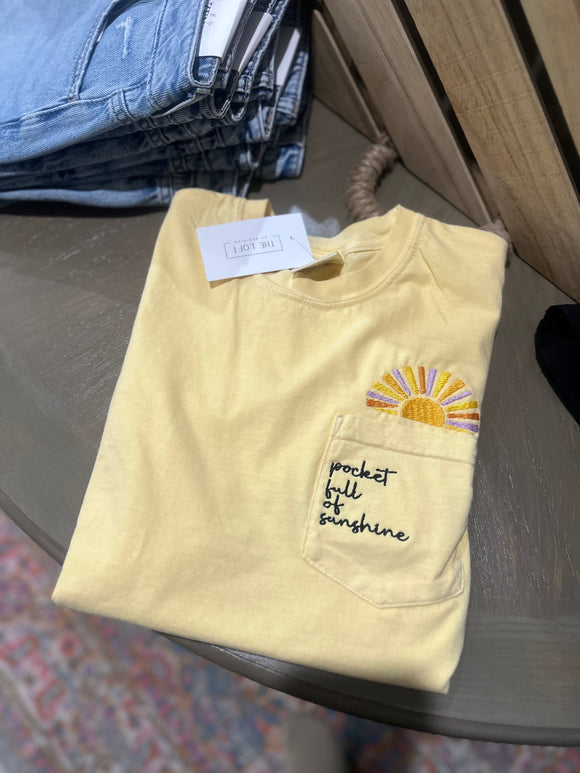 THE LOFT
pocket
full
of
sunshine